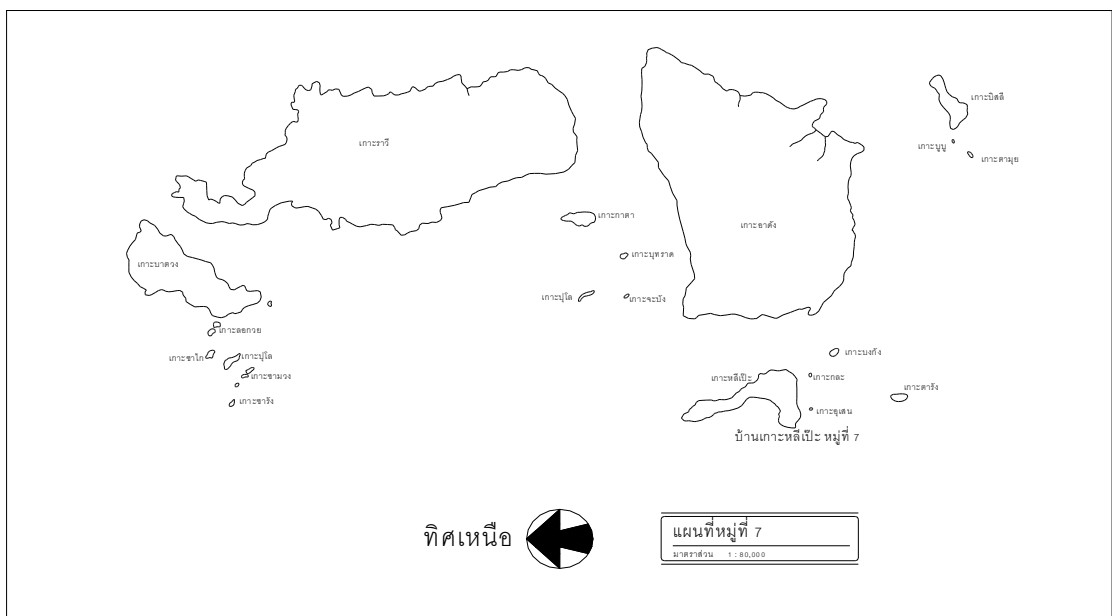 เกาะบิสสี
เกาะราวี
เกาะบูบู
เกาะตามุย
เกาะกาตา
เกาะอาดัง
เกาะบุทราด
เกาะบาตวง
เกาะปูโล
เกาะจะบัง
เกาะลอกวย
เกาะซาไก
เกาะปูโล
เกาะบงกัง
เกาะซามวง
เกาะหลีเป๊ะ
เกาะกละ
เกาะตารัง
เกาะซารัง
เกาะอุเสน
บ้านเกาะหลีเป๊ะ หมู่ที่ 7
ทิศเหนือ
แผนที่หมู่ที่ 7
มาตราส่วน 1 : 80,000